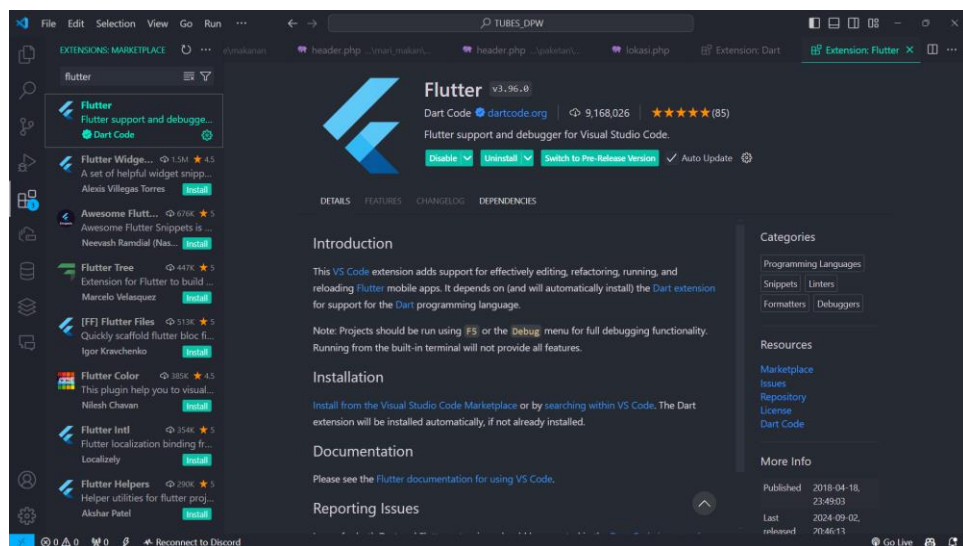 File Edit Selection View Go Run ...
TUBES_DPW
EXTENSIONS: MARKETPLACE
flutter
Flutter
Flutter support and debugge...
Dart Code
Flutter Widge... 1.5M ★ 4.5
A set of helpful widget snipp...
Alexis Villegas Torres Install
Awesome Flutt... 676K ★ 5
Awesome Flutter Snippets is ...
Neevash Ramdial (Nas... Install
Flutter Tree 447K ★ 5
Extension for Flutter to build ...
Marcelo Velasquez Install
[FF] Flutter Files 513K ★ 5
Quickly scaffold flutter bloc fi...
Igor Kravchenko Install
Flutter Color 385K ★ 4.5
This plugin help you to visual...
Nilesh Chavan Install
Flutter Intl 354K ★ 5
Flutter localization binding fr...
Localizely Install
Flutter Helpers 290K ★ 5
Helper utilities for flutter proj...
Akshar Patel Install
header.php ...\mari_makan\... header.php ...\paketan\... lokasi.php Extension: Dart Extension: Flutter
Flutter v3.96.0
Dart Code dartcode.org 9,168,026 ★★★★★(85)
Flutter support and debugger for Visual Studio Code.
Disable Uninstall Switch to Pre-Release Version Auto Update
DETAILS FEATURES CHANGELOG DEPENDENCIES
Introduction
This VS Code extension adds support for effectively editing, refactoring, running, and
reloading Flutter mobile apps. It depends on (and will automatically install) the Dart extension
for support for the Dart programming language.
Note: Projects should be run using F5 or the Debug menu for full debugging functionality.
Running from the built-in terminal will not provide all features.
Installation
Install from the Visual Studio Code Marketplace or by searching within VS Code. The Dart
extension will be installed automatically, if not already installed.
Documentation
Please see the Flutter documentation for using VS Code.
Reporting Issues
Categories
Programming Languages
Snippets Linters
Formatters Debuggers
Resources
Marketplace
Issues
Repository
License
Dart Code
More Info
Published 2018-04-18,
23:49:03
Last 2024-09-02,
released 20:46:13
0 0 0 Reconnect to Discord Go Live